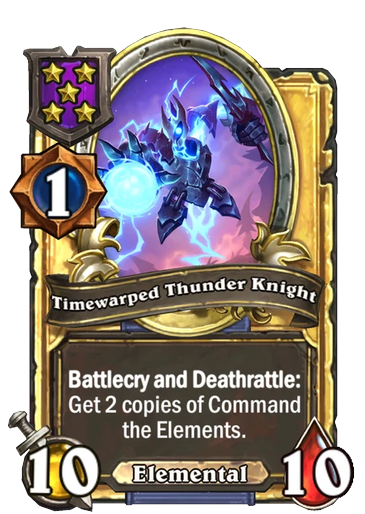 1
Timewarped Thunder Knight
Battlecry and Deathrattle:
Get 2 copies of Command
the Elements.
10
Elemental
10